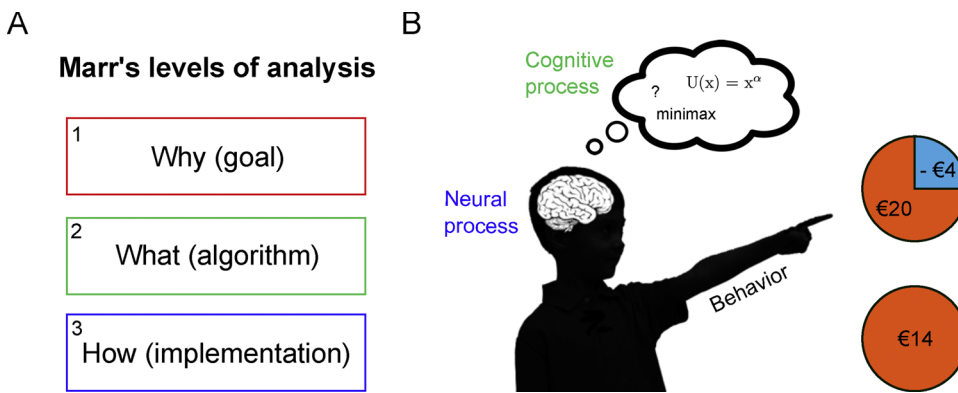 A
Marr's levels of analysis
1
Why (goal)
2
What (algorithm)
3
How (implementation)
B
Cognitive
process
? U(x) = x^α
minimax
Neural
process
Behavior
- €4
€20
€14